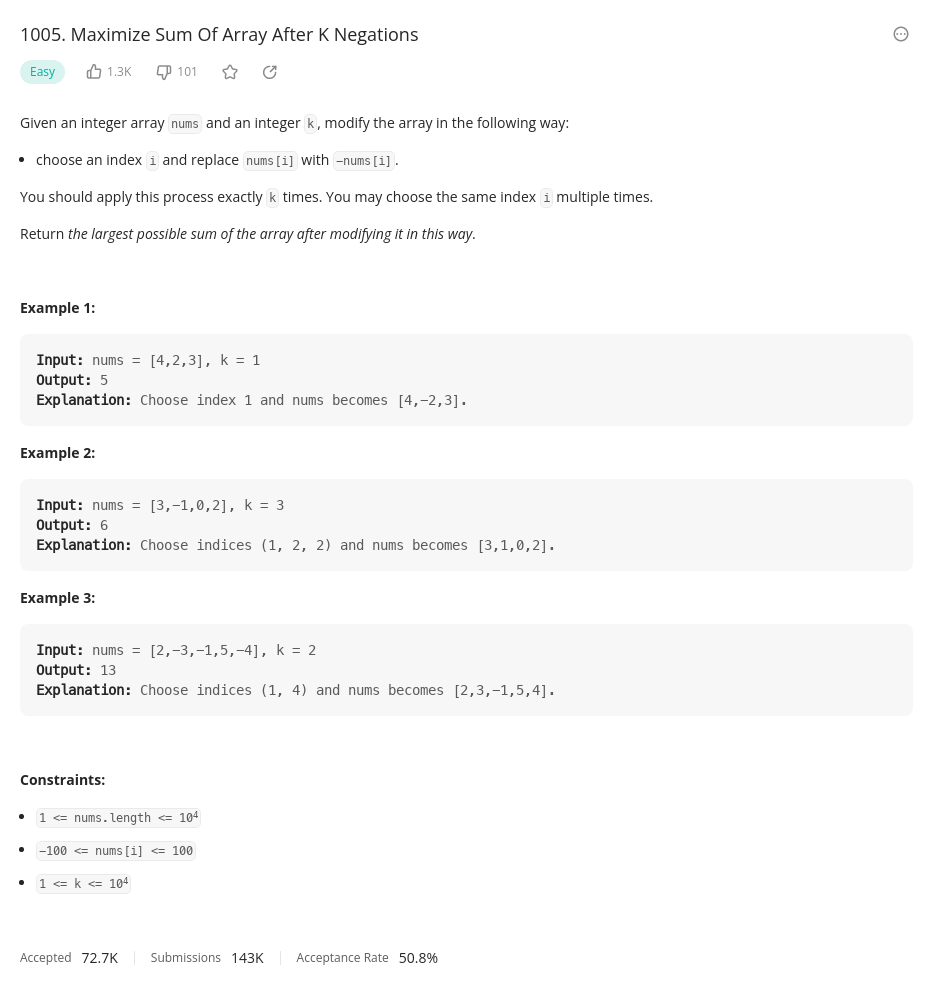 1005. Maximize Sum Of Array After K Negations
Easy 1.3K 101
Given an integer array nums and an integer k, modify the array in the following way:
• choose an index i and replace nums[i] with −nums[i].
You should apply this process exactly k times. You may choose the same index i multiple times.
Return the largest possible sum of the array after modifying it in this way.
Example 1:
Input: nums = [4,2,3], k = 1
Output: 5
Explanation: Choose index 1 and nums becomes [4,−2,3].
Example 2:
Input: nums = [3,−1,0,2], k = 3
Output: 6
Explanation: Choose indices (1, 2, 2) and nums becomes [3,1,0,2].
Example 3:
Input: nums = [2,−3,−1,5,−4], k = 2
Output: 13
Explanation: Choose indices (1, 4) and nums becomes [2,3,−1,5,4].
Constraints:
• 1 <= nums.length <= 10⁴
• −100 <= nums[i] <= 100
• 1 <= k <= 10⁴
Accepted 72.7K Submissions 143K Acceptance Rate 50.8%